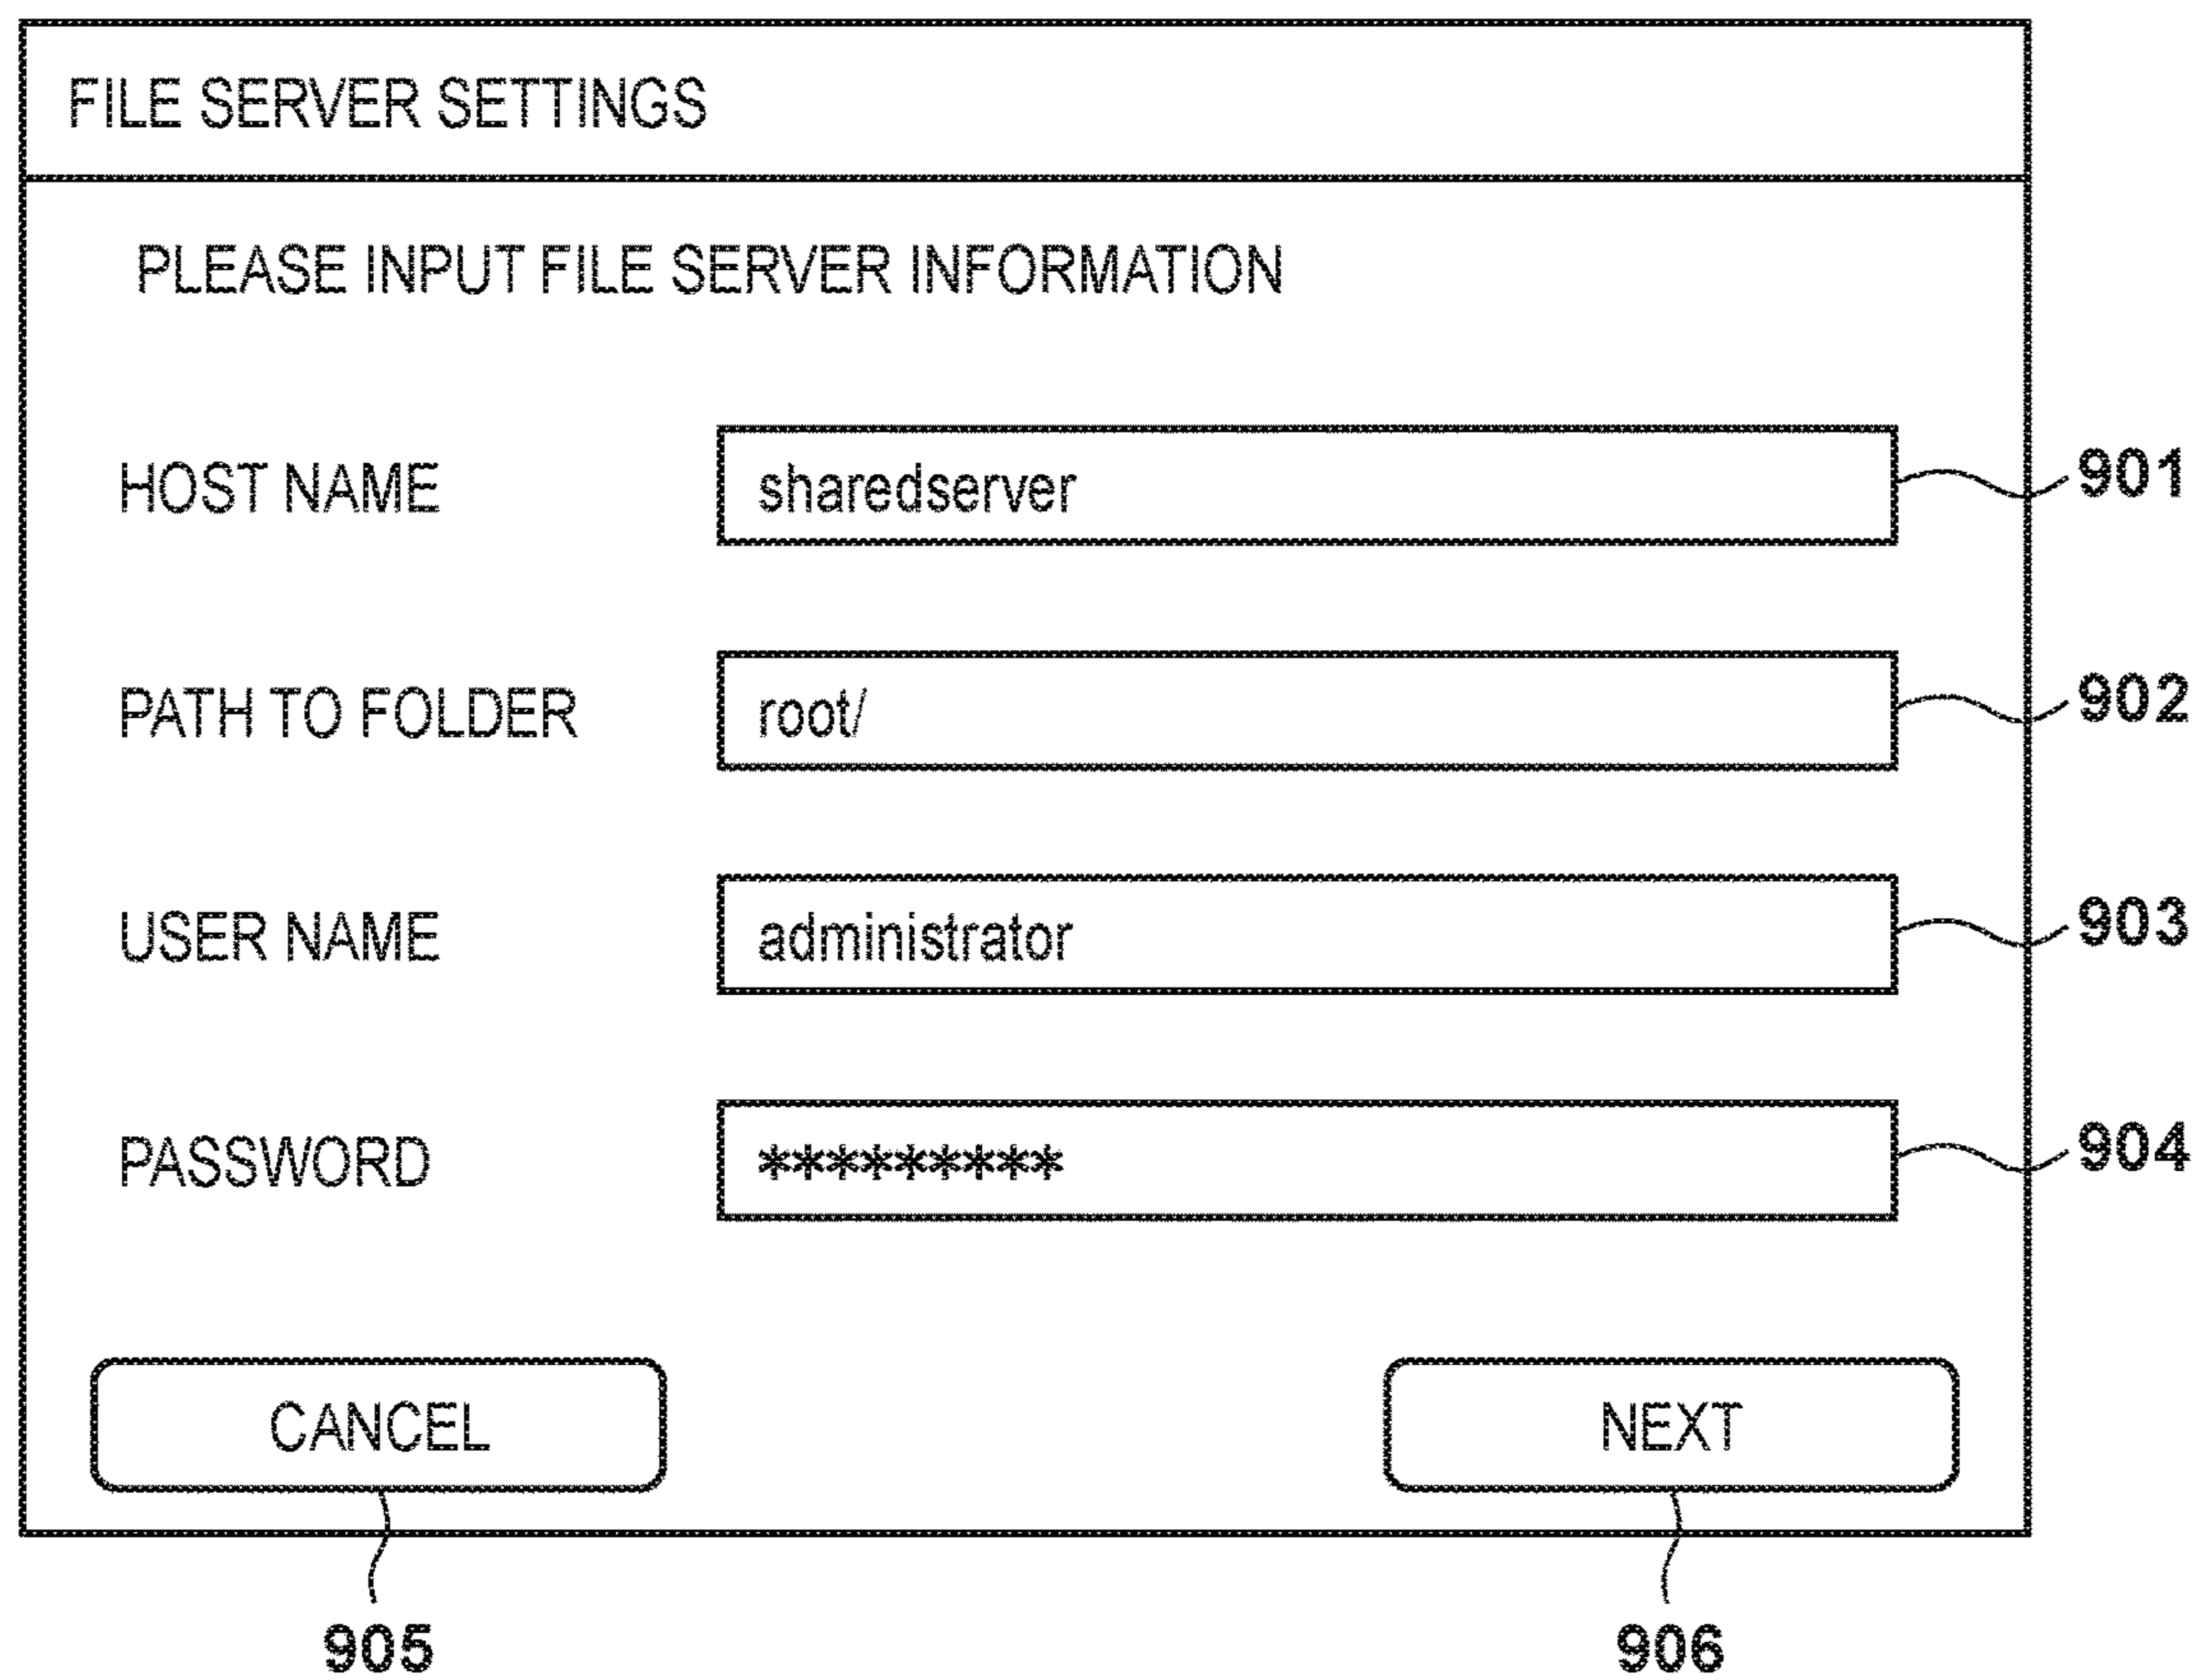 FILE SERVER SETTINGS
PLEASE INPUT FILE SERVER INFORMATION
HOST NAME sharedserver 901
PATH TO FOLDER root/ 902
USER NAME administrator 903
PASSWORD ********* 904
CANCEL NEXT
905 906